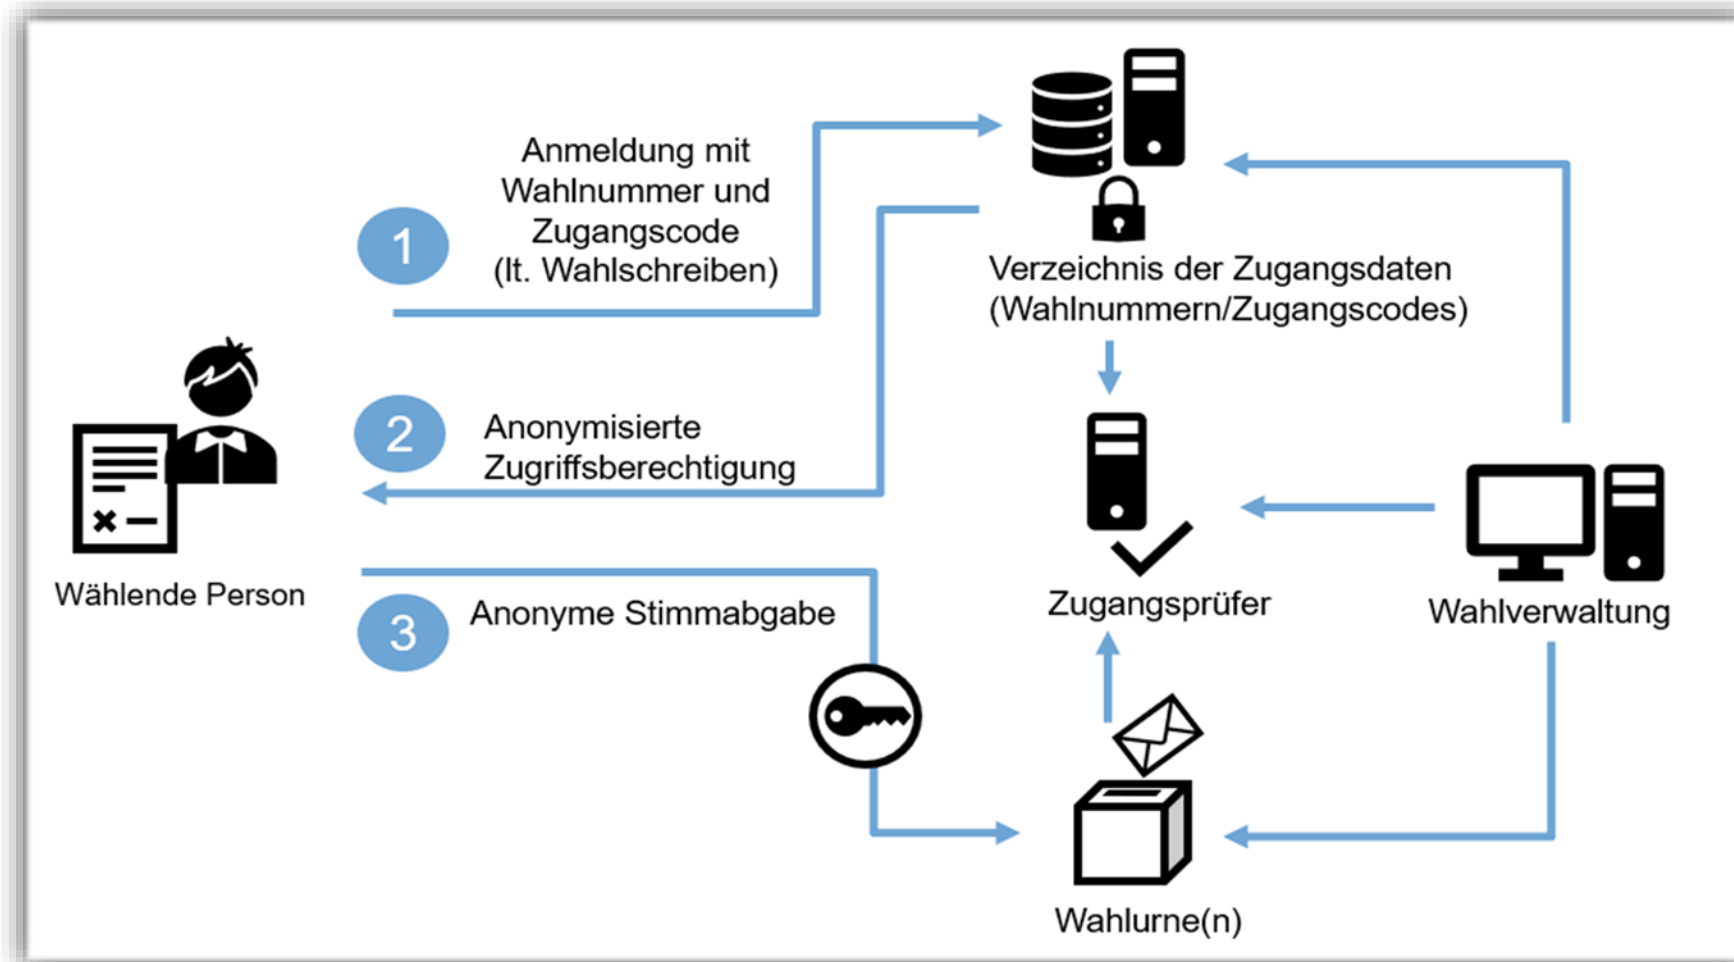 Anmeldung mit
Wahlnummer und
Zugangscode
(lt. Wahlschreiben)
1
Verzeichnis der Zugangsdaten
(Wahlnummern/Zugangscodes)
2
Anonymisierte
Zugriffsberechtigung
Wählende Person
3
Anonyme Stimmabgabe
Zugangsprüfer
Wahlverwaltung
Wahlurne(n)